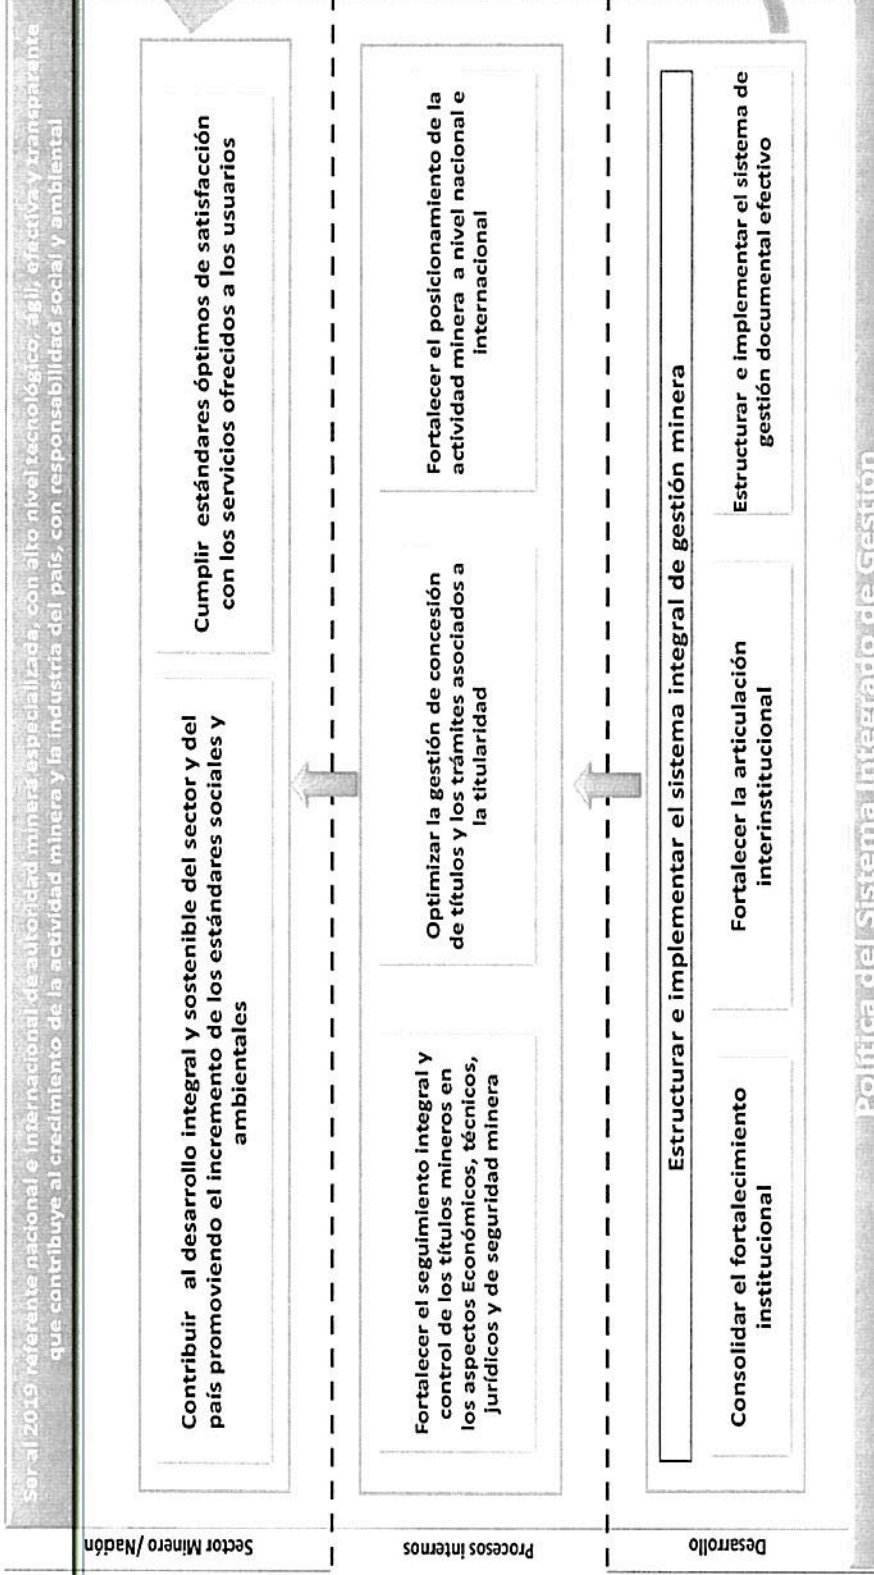 Ser al 2019 referente nacional e internacional de autoridad minera especializada, con alto nivel tecnológico, ágil, efectiva y transparente
que contribuye al crecimiento de la actividad minera y la industria del país, con responsabilidad social y ambiental
Sector Minero / Nación
Contribuir al desarrollo integral y sostenible del sector y del
país promoviendo el incremento de los estándares sociales y
ambientales
Cumplir estándares óptimos de satisfacción
con los servicios ofrecidos a los usuarios
Procesos internos
Fortalecer el seguimiento integral y
control de los títulos mineros en
los aspectos Económicos, técnicos,
jurídicos y de seguridad minera
Optimizar la gestión de concesión
de títulos y los trámites asociados a
la titularidad
Fortalecer el posicionamiento de la
actividad minera a nivel nacional e
internacional
Desarrollo
Estructurar e implementar el sistema integral de gestión minera
Consolidar el fortalecimiento
institucional
Fortalecer la articulación
interinstitucional
Estructurar e implementar el sistema de
gestión documental efectivo
Política del Sistema Integrado de Gestión